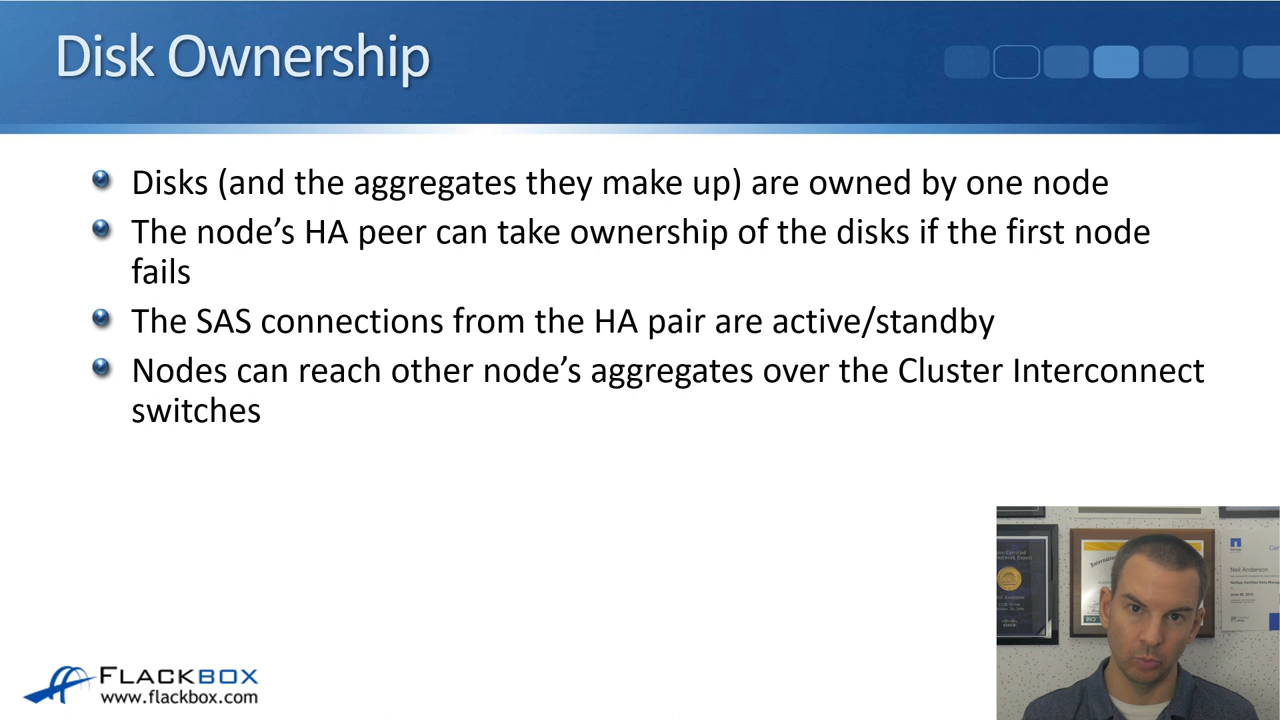 Disk Ownership
Disks (and the aggregates they make up) are owned by one node
The node's HA peer can take ownership of the disks if the first node
fails
The SAS connections from the HA pair are active/standby
Nodes can reach other node's aggregates over the Cluster Interconnect
switches
FLACKBOX
www.flackbox.com
Neil Anderson